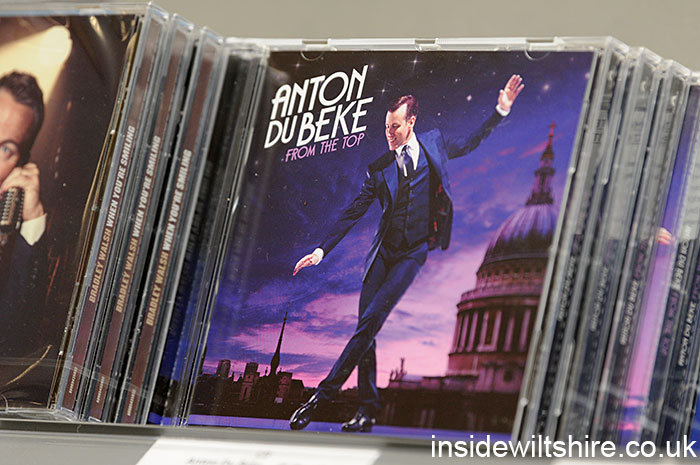 ANTON
DU BEKE
FROM THE TOP
BRADLEY WALSH WHEN YOU'RE SMILING
BRADLEY WALSH WHEN YOU'RE SMILING
BRADLEY WALSH WHEN YOU'RE SMILING
insidewiltshire.co.uk